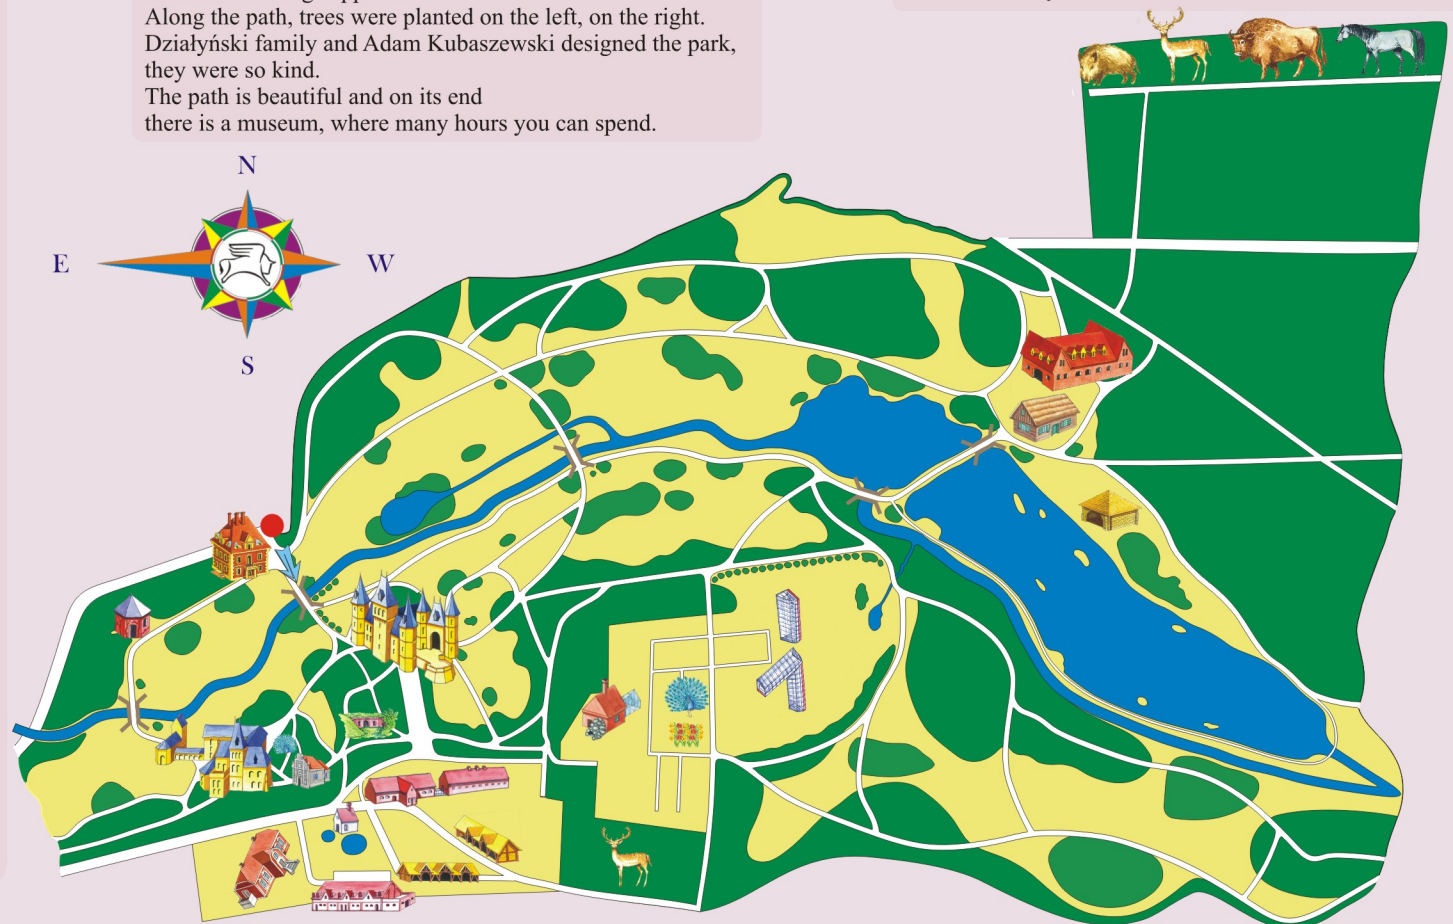 Along the path, trees were planted on the left, on the right.
Działyński family and Adam Kubaszewski designed the park,
they were so kind.
The path is beautiful and on its end
there is a museum, where many hours you can spend.
N
E
W
S